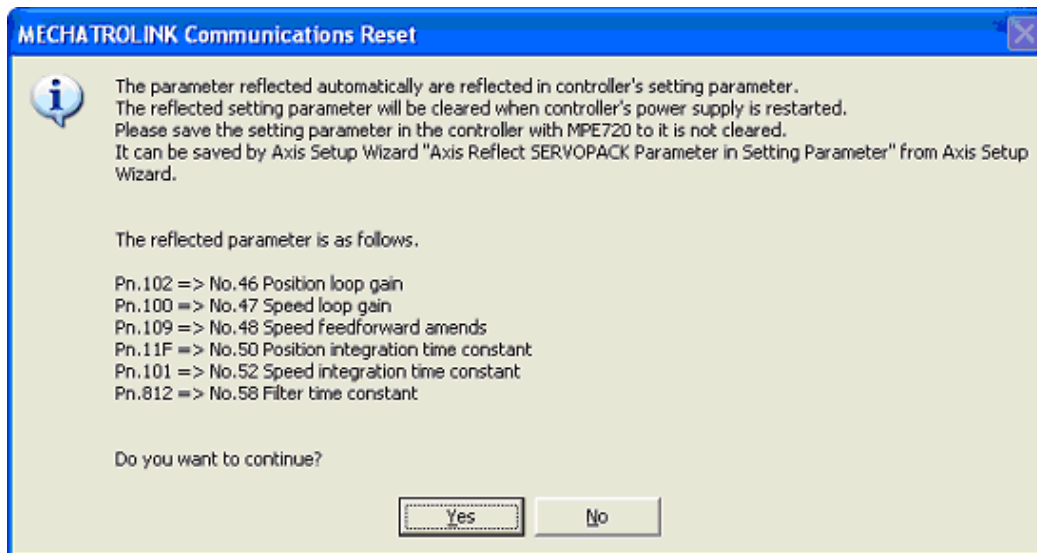 MECHATROLINK Communications Reset
The parameter reflected automatically are reflected in controller's setting parameter.
The reflected setting parameter will be cleared when controller's power supply is restarted.
Please save the setting parameter in the controller with MPE720 to it is not cleared.
It can be saved by Axis Setup Wizard "Axis Reflect SERVOPACK Parameter in Setting Parameter" from Axis Setup
Wizard.
The reflected parameter is as follows.
Pn.102 => No.46 Position loop gain
Pn.100 => No.47 Speed loop gain
Pn.109 => No.48 Speed feedforward amends
Pn.11F => No.50 Position integration time constant
Pn.101 => No.52 Speed integration time constant
Pn.812 => No.58 Filter time constant
Do you want to continue?
Yes No